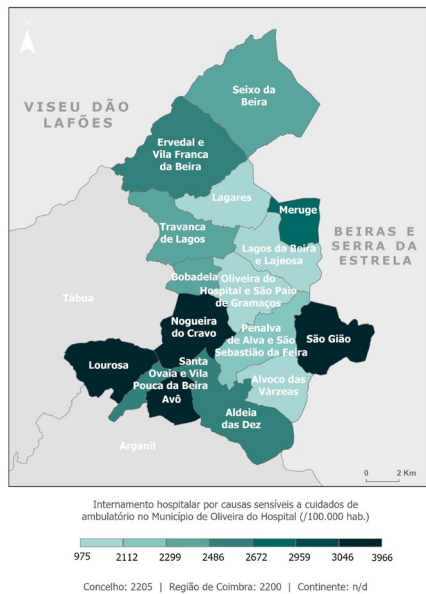 N
Seixo da
Beira
VISEU DÃO
LAFÕES
Ervedal e
Vila Franca
da Beira
Lagares
Meruge
Travanca
de Lagos
BEIRAS E
SERRA DA
ESTRELA
Lagos da Beira
e Lajeosa
Bobadela
Oliveira do
Hospital e São Paio
de Gramaços
Tábua
Nogueira
do Cravo
Penalva
de Alva e São
Sebastião da Feira
São Gião
Lourosa
Santa
Ovaia e Vila
Pouca da Beira
Alvoco das
Várzeas
Avô
Aldeia
das Dez
Arganil
0 2 Km
Internamento hospitalar por causas sensíveis a cuidados de
ambulatório no Município de Oliveira do Hospital (/100.000 hab.)
975 2112 2299 2486 2672 2959 3046 3966
Concelho: 2205 | Região de Coimbra: 2200 | Continente: n/d